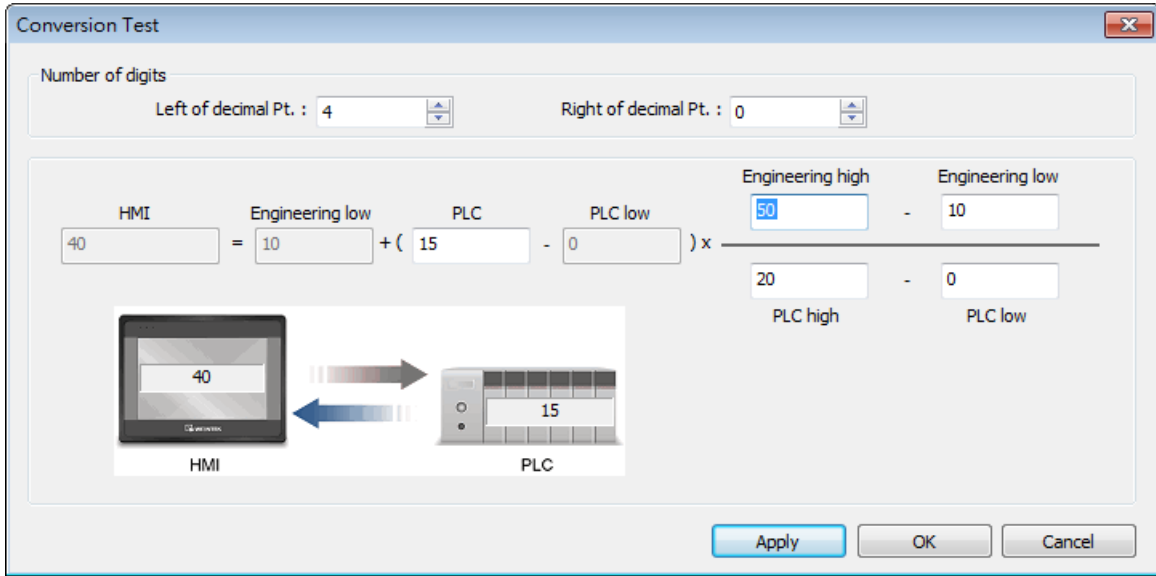 Conversion Test
Number of digits
Left of decimal Pt. : 4 Right of decimal Pt. : 0
Engineering high Engineering low
HMI Engineering low PLC PLC low 50 - 10
40 = 10 + ( 15 - 0 ) x
20 - 0
PLC high PLC low
40
15
WEINTEK
HMI PLC
Apply OK Cancel